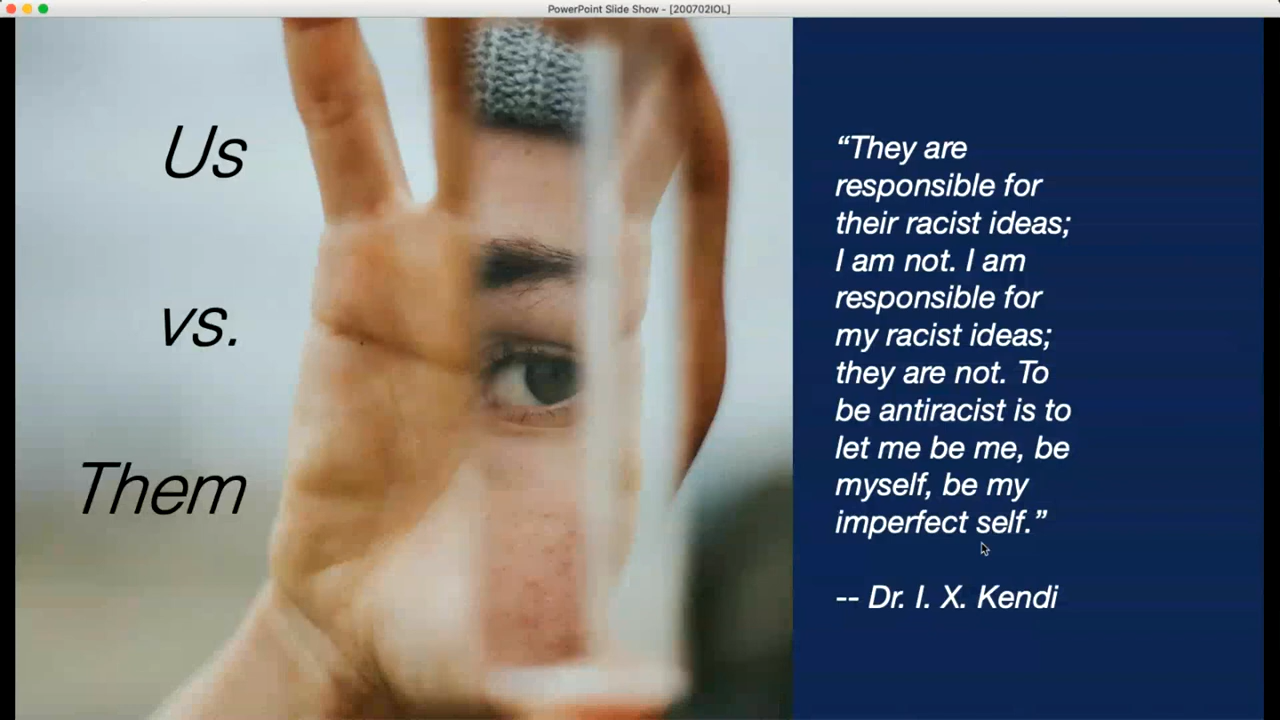 PowerPoint Slide Show - [200702IOL]
Us
vs.
Them
“They are
responsible for
their racist ideas;
I am not. I am
responsible for
my racist ideas;
they are not. To
be antiracist is to
let me be me, be
myself, be my
imperfect self.”
-- Dr. I. X. Kendi